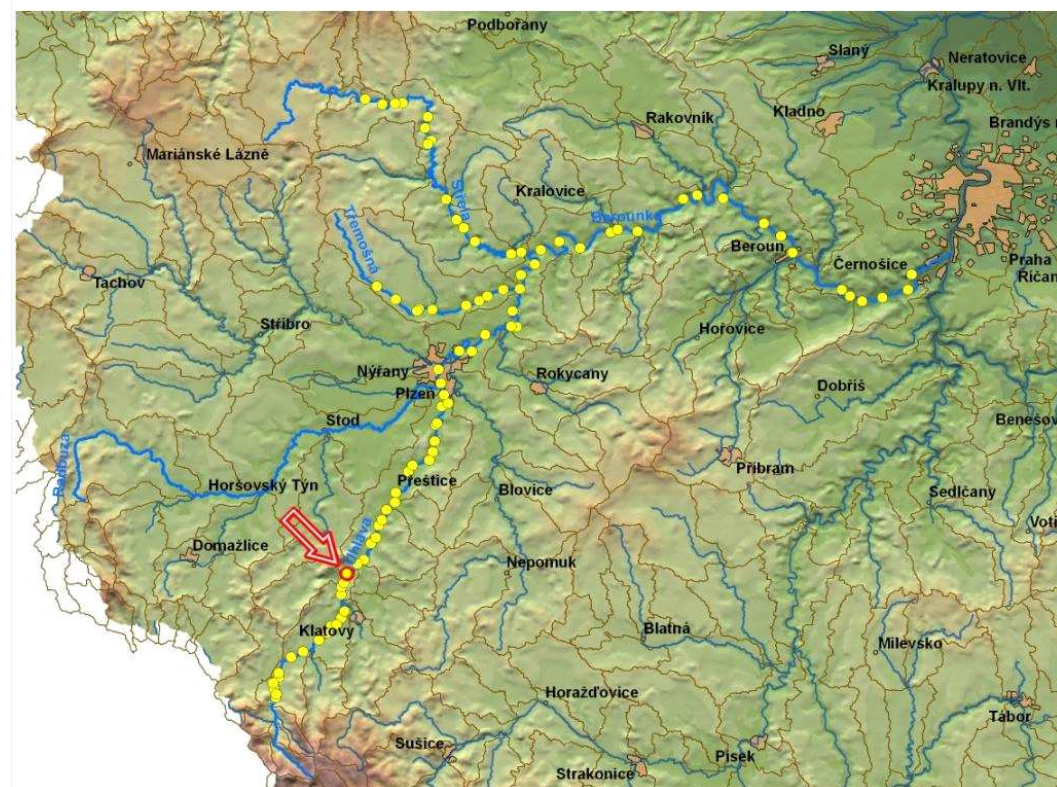 Podbořany
Slaný
Neratovice
Kralupy n. Vlt.
Kladno
Rakovník
Brandýs n
Mariánské Lázně
Kralovice
Střela
Berounka
Třemošná
Beroun
Černošice
Praha
Říčan
Tachov
Stříbro
Hořovice
Nýřany
Rokycany
Dobříš
Plzeň
Benešov
Stod
Radbuza
Příbram
Přeštice
Horšovský Týn
Blovice
Sedlčany
Voti
Úhlava
Domažlice
Nepomuk
Klatovy
Blatná
Milevsko
Horažďovice
Tábor
Sušice
Písek
Strakonice